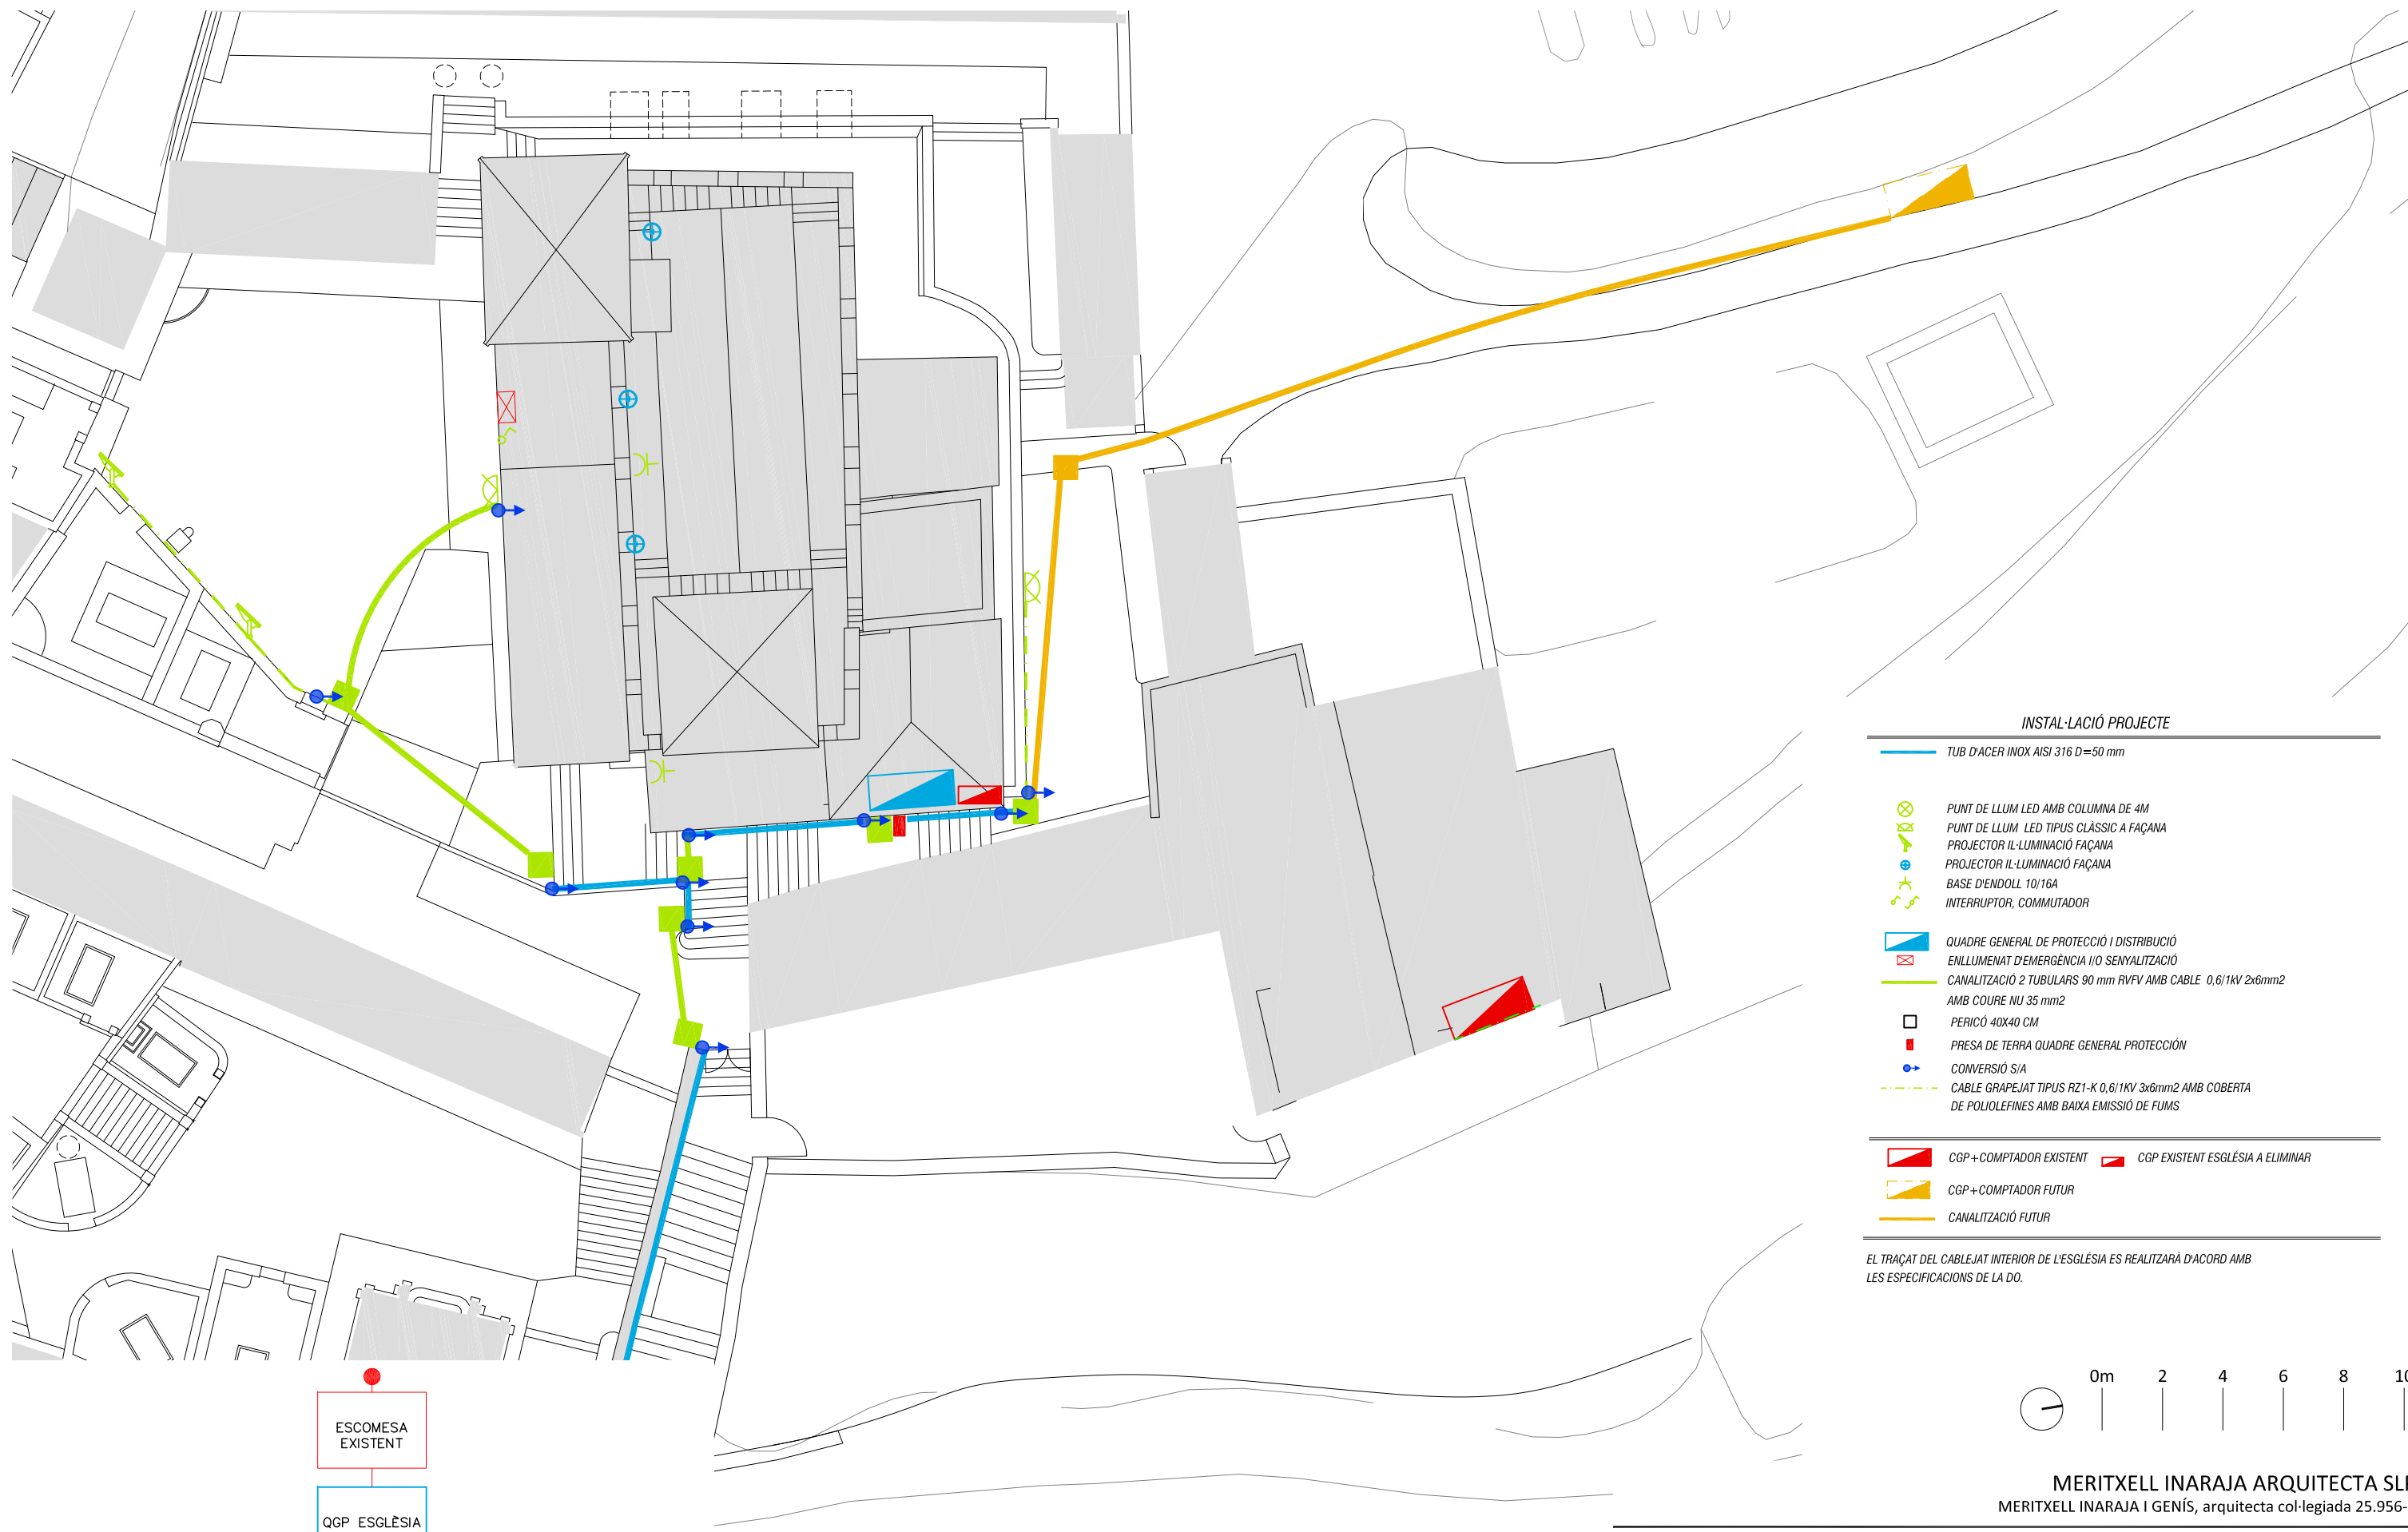 INSTAL·LACIÓ PROJECTE
TUB D'ACER INOX AISI 316 D=50 mm
PUNT DE LLUM LED AMB COLUMNA DE 4M
PUNT DE LLUM LED TIPUS CLÀSSIC A FAÇANA
PROJECTOR IL·LUMINACIÓ FAÇANA
PROJECTOR IL·LUMINACIÓ FAÇANA
BASE D'ENDOLL 10/16A
INTERRUPTOR, COMMUTADOR
QUADRE GENERAL DE PROTECCIÓ I DISTRIBUCIÓ
ENLLUMENAT D'EMERGÈNCIA I/O SENYALITZACIÓ
CANALITZACIÓ 2 TUBULARS 90 mm RVFV AMB CABLE 0,6/1kV 2x6mm2
AMB COURE NU 35 mm2
PERICÓ 40X40 CM
PRESA DE TERRA QUADRE GENERAL PROTECCIÓN
CONVERSIÓ S/A
CABLE GRAPEJAT TIPUS RZ1-K 0,6/1KV 3x6mm2 AMB COBERTA
DE POLIOLEFINES AMB BAIXA EMISSIÓ DE FUMS
CGP+COMPTADOR EXISTENT CGP EXISTENT ESGLÉSIA A ELIMINAR
CGP+COMPTADOR FUTUR
CANALITZACIÓ FUTUR
EL TRAÇAT DEL CABLEJAT INTERIOR DE L'ESGLÉSIA ES REALITZARÀ D'ACORD AMB
LES ESPECIFICACIONS DE LA DO.
0m 2 4 6 8 10
ESCOMESA
EXISTENT
QGP ESGLÈSIA
MERITXELL INARAJA ARQUITECTA SL
MERITXELL INARAJA I GENÍS, arquitecta col·legiada 25.956-